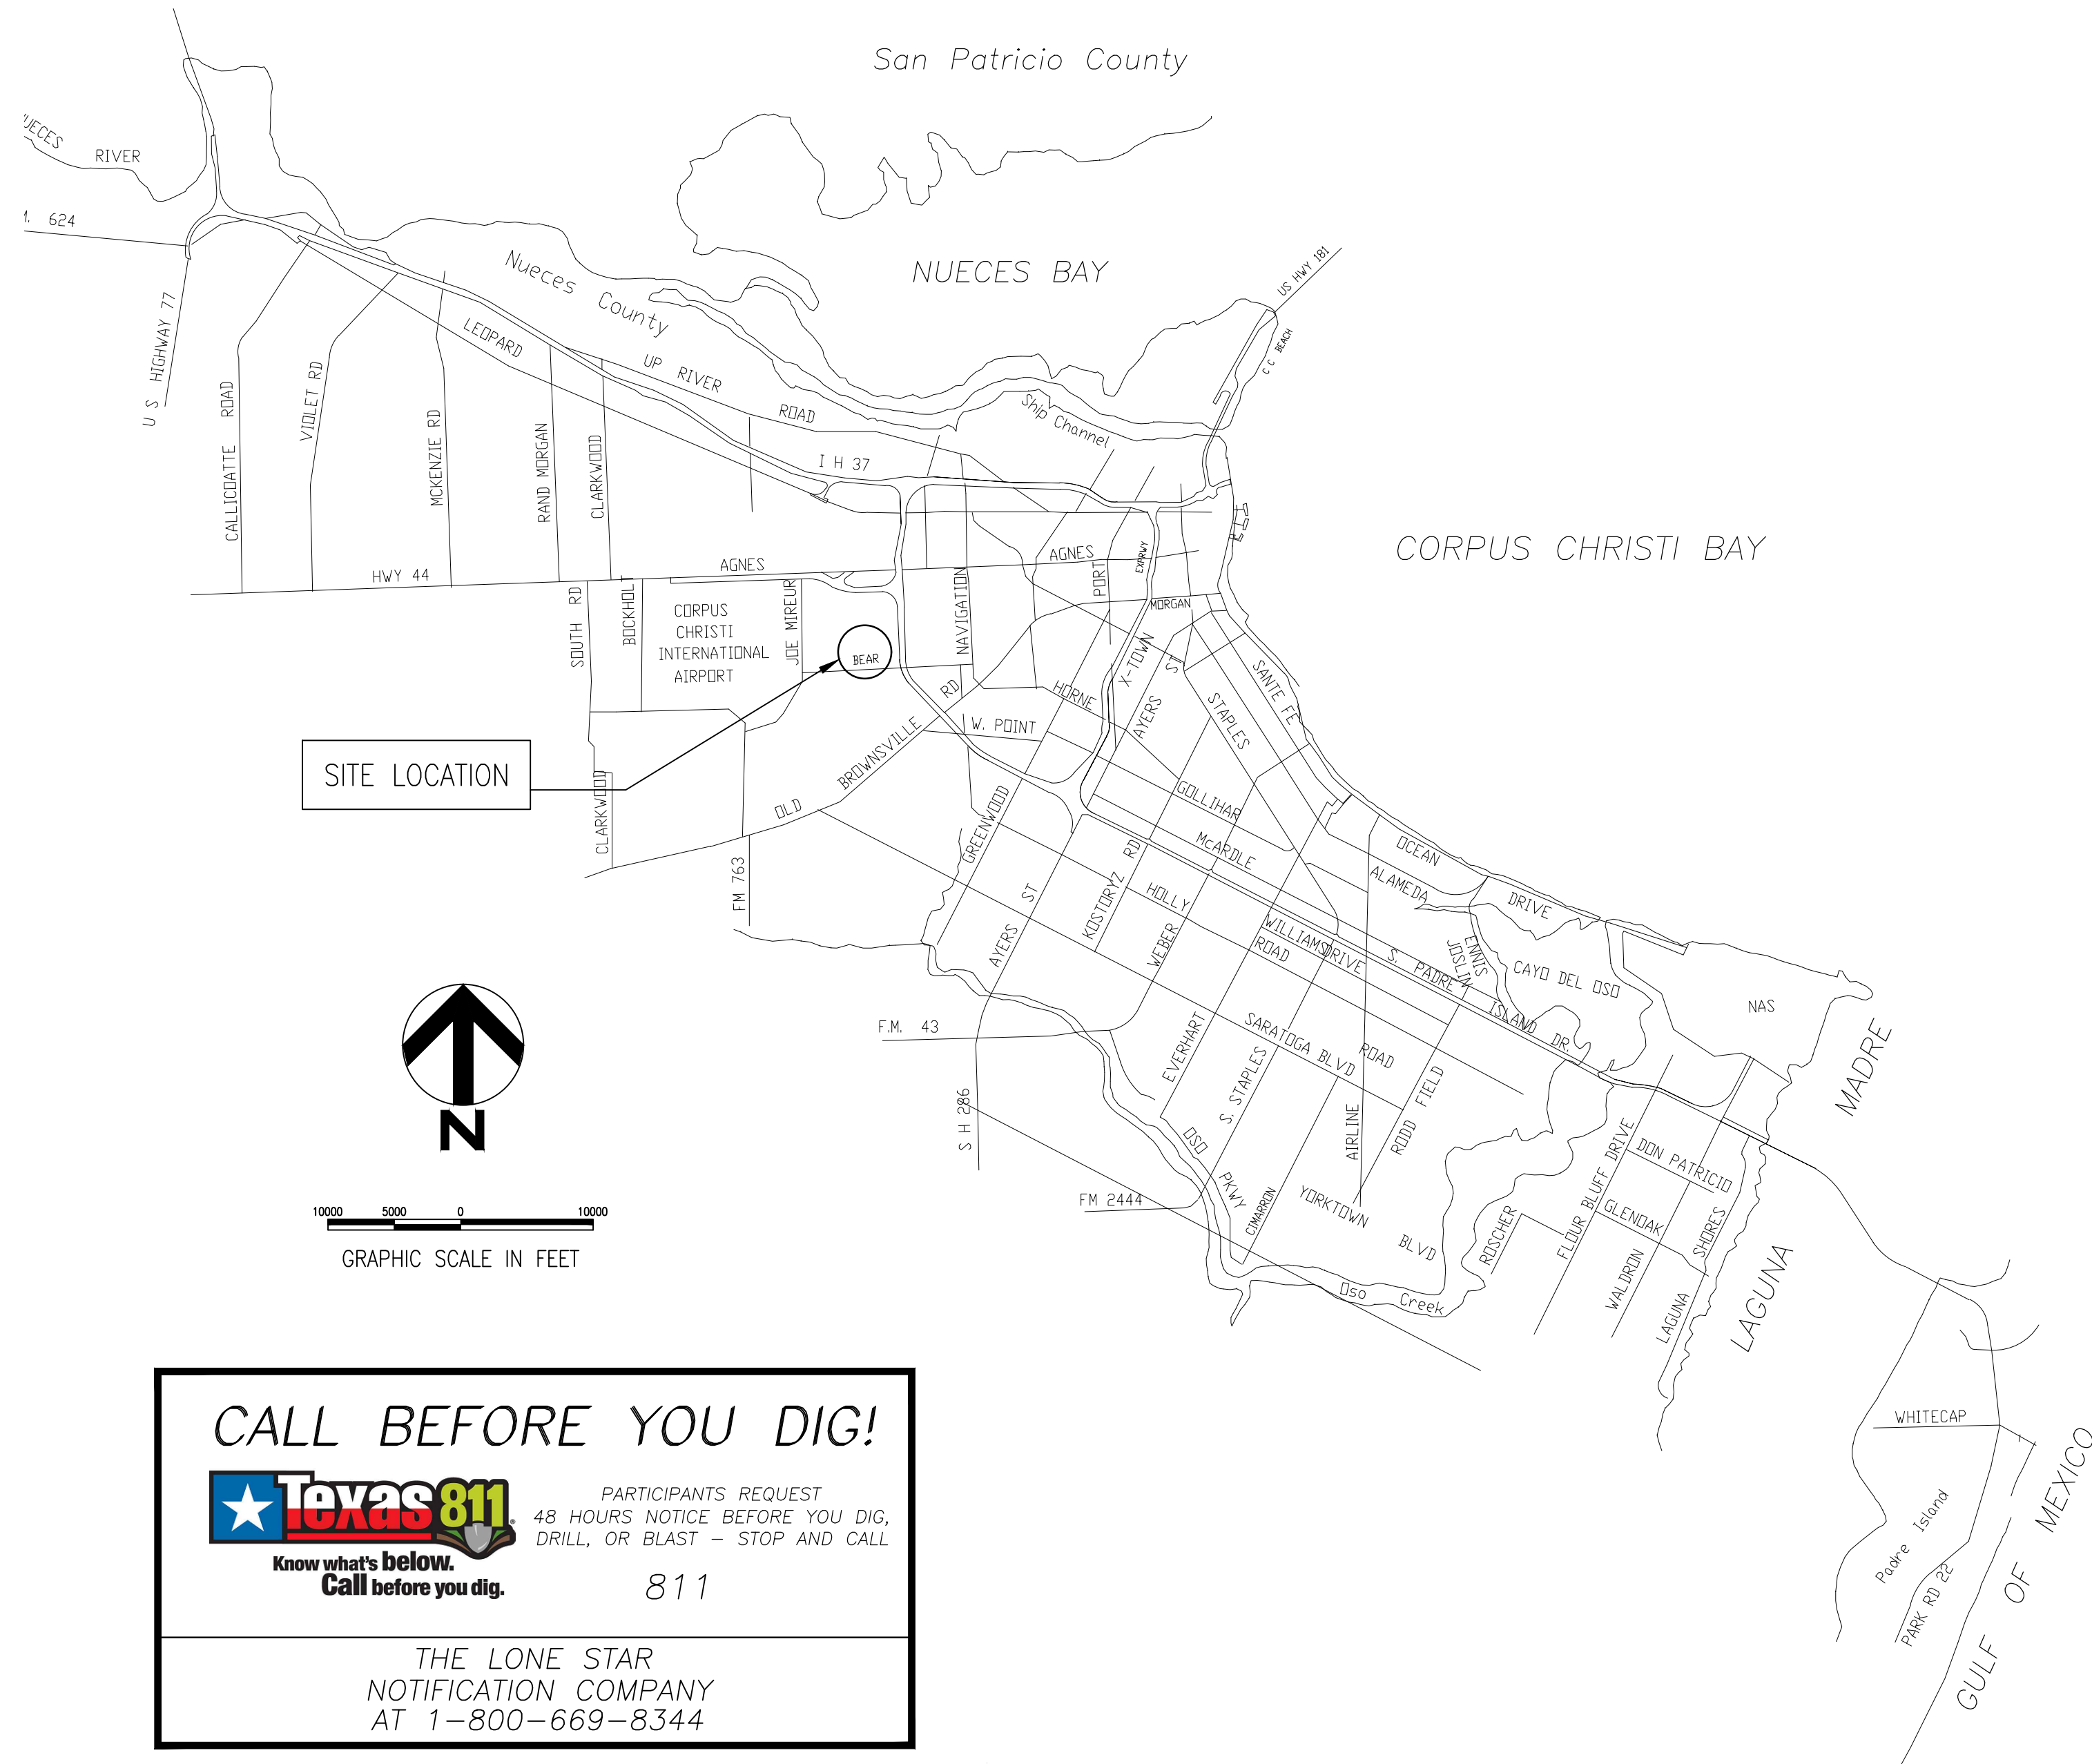 San Patricio County
UECES
RIVER
624
U S HIGHWAY 77
Nueces County
NUECES BAY
US HWY 181
C C BEACH
LEOPARD
UP RIVER
ROAD
Ship Channel
I H 37
CALLICOATTE ROAD
VIOLET RD
MCKENZIE RD
RAND MORGAN
CLARKWOOD
CORPUS CHRISTI BAY
HWY 44
AGNES
AGNES
EXPRWY
PORT
MORGAN
SOUTH RD
BOCKHOLT
CORPUS
CHRISTI
INTERNATIONAL
AIRPORT
JOE MIREUR
BEAR
NAVIGATION
X-TOWN
HORNE
AYERS ST
STAPLES
SANTE FE
W. POINT
OLD BROWNSVILLE RD
SITE LOCATION
CLARKWOOD
FM 763
GREENWOOD
GOLLIHAR
McARDLE
KOSTORYZ RD
HOLLY
ROAD
AYERS ST
WEBER
OCEAN
DRIVE
ALAMEDA
WILLIAMS DRIVE
S. PADRE ISLAND DR.
ENNIS
JOSLIN
CAYO DEL OSO
NAS
F.M. 43
EVERHART
SARATOGA BLVD
ROAD
S. STAPLES
S H 286
AIRLINE
RODD FIELD
OSO PKWY
FM 2444
CIMARRON
YORKTOWN
BLVD
Oso Creek
ROSCHER
FLOUR BLUFF DRIVE
DON PATRICIO
GLENOAK
WALDRON
LAGUNA SHORES
LAGUNA MADRE
WHITECAP
Padre Island
PARK RD 22
GULF OF MEXICO
N
10000 5000 0 10000
GRAPHIC SCALE IN FEET
CALL BEFORE YOU DIG!
Texas 811
Know what's below.
Call before you dig.
PARTICIPANTS REQUEST
48 HOURS NOTICE BEFORE YOU DIG,
DRILL, OR BLAST – STOP AND CALL
811
THE LONE STAR
NOTIFICATION COMPANY
AT 1–800–669–8344